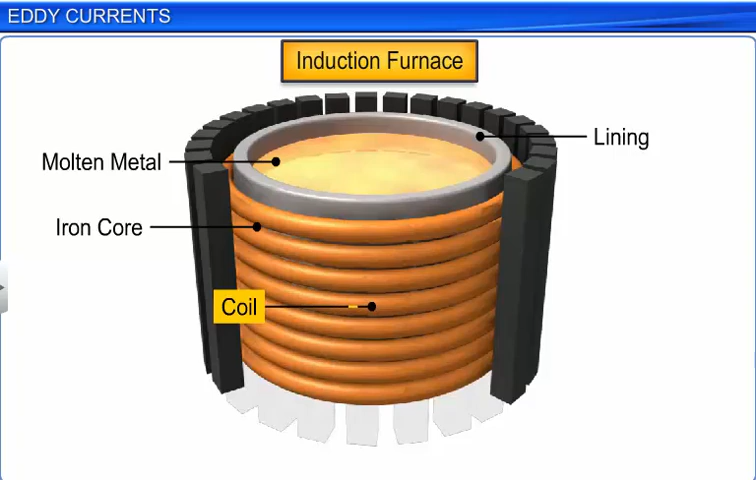 EDDY CURRENTS
Induction Furnace
Lining
Molten Metal
Iron Core
Coil